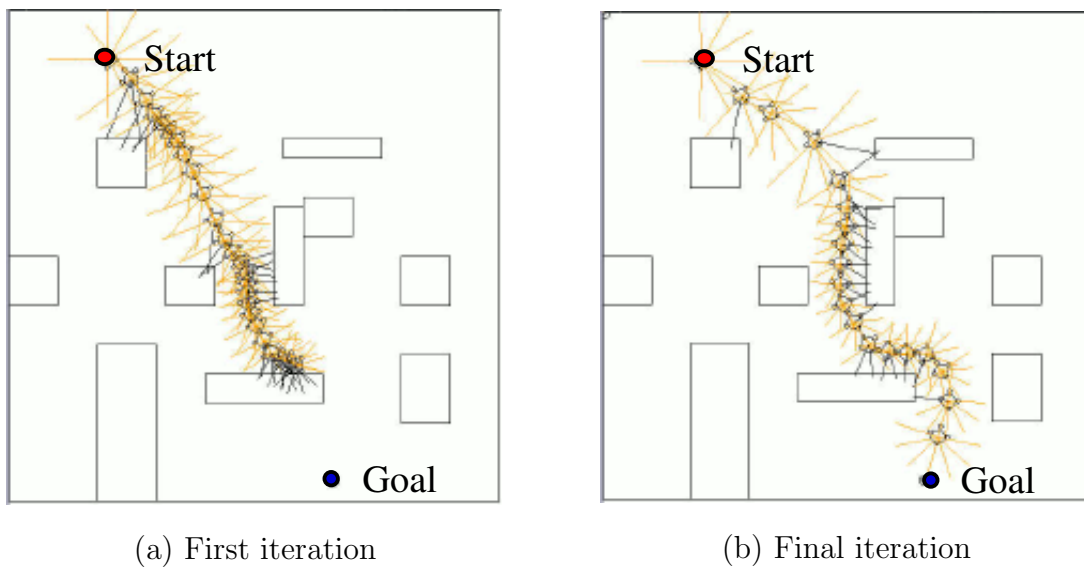 Start
Goal
(a) First iteration
Start
Goal
(b) Final iteration